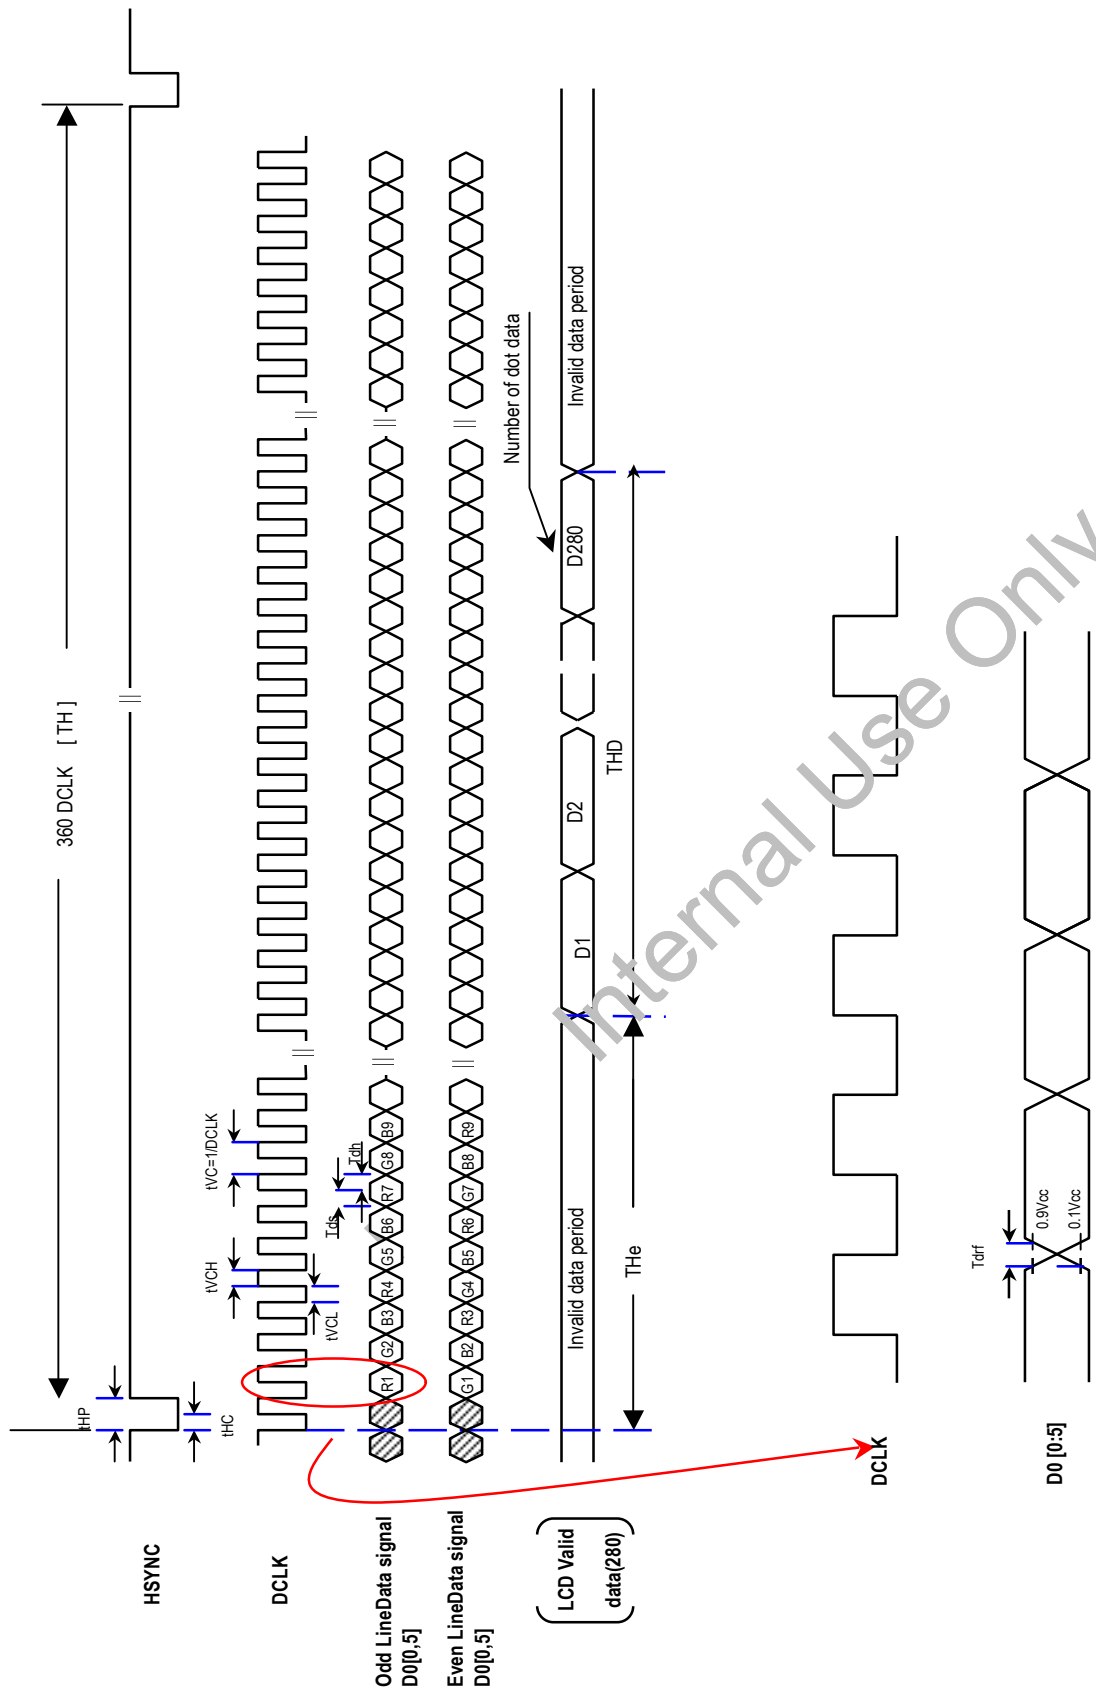 360 DCLK [ TH ]
HSYNC
tHP
tHC
DCLK
tVCH
tVC=1/DCLK
tVCL
Tds
Tdh
Odd LineData signal
D0[0,5]
R1 G2 B3 R4 G5 B6 R7 G8 B9
Even LineData signal
D0[0,5]
G1 B2 R3 G4 B5 R6 G7 B8 R9
Number of dot data
LCD Valid
data(280)
Invalid data period
D1
D2
D280
Invalid data period
THe
THD
Internal Use Only
DCLK
D0 [0:5]
Tdrf
0.9Vcc
0.1Vcc